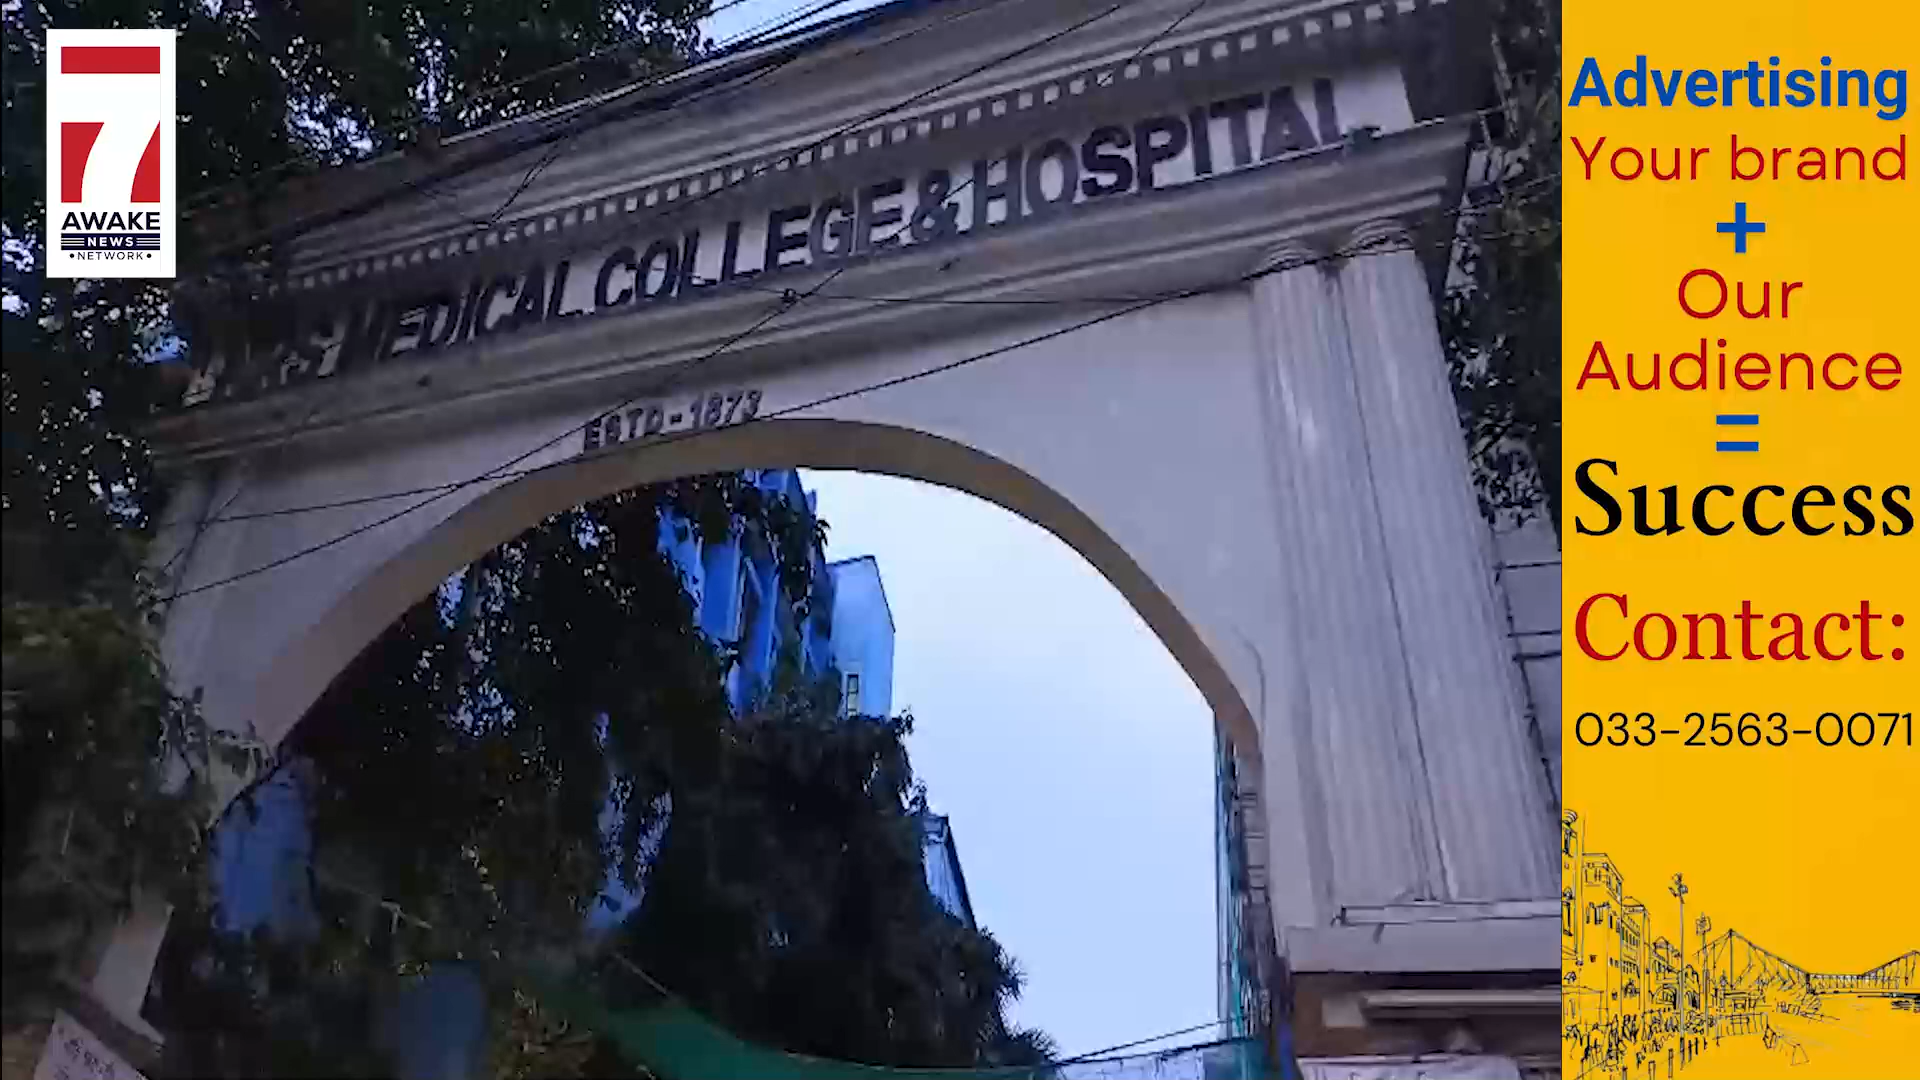 7
AWAKE
NEWS
•NETWORK•
MEDICAL COLLEGE & HOSPITAL
ESTD-1873
Advertising
Your brand
+
Our
Audience
=
Success
Contact:
033-2563-0071